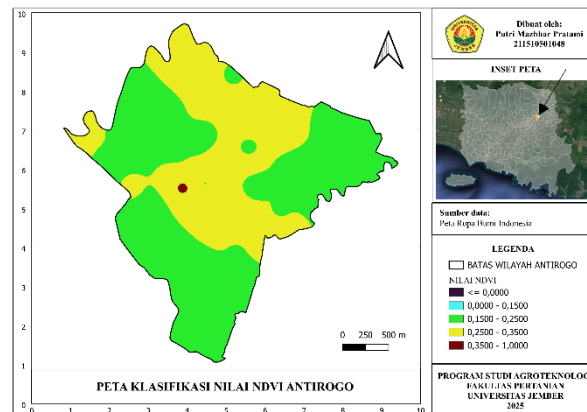 10
9
8
7
6
5
4
3
2
1
0
0 1 2 3 4 5 6 7 8 9 10
0 250 500 m
PETA KLASIFIKASI NILAI NDVI ANTIROGO
Dibuat oleh:
Putri Mazhhar Pratami
211510501048
INSET PETA
Sumber data:
Peta Rupa Bumi Indonesia
LEGENDA
BATAS WILAYAH ANTIROGO
NILAI NDVI
<= 0,0000
0,0000 - 0,1500
0,1500 - 0,2500
0,2500 - 0,3500
0,3500 - 1,0000
PROGRAM STUDI AGROTEKNOLOGI
FAKULTAS PERTANIAN
UNIVERSITAS JEMBER
2025